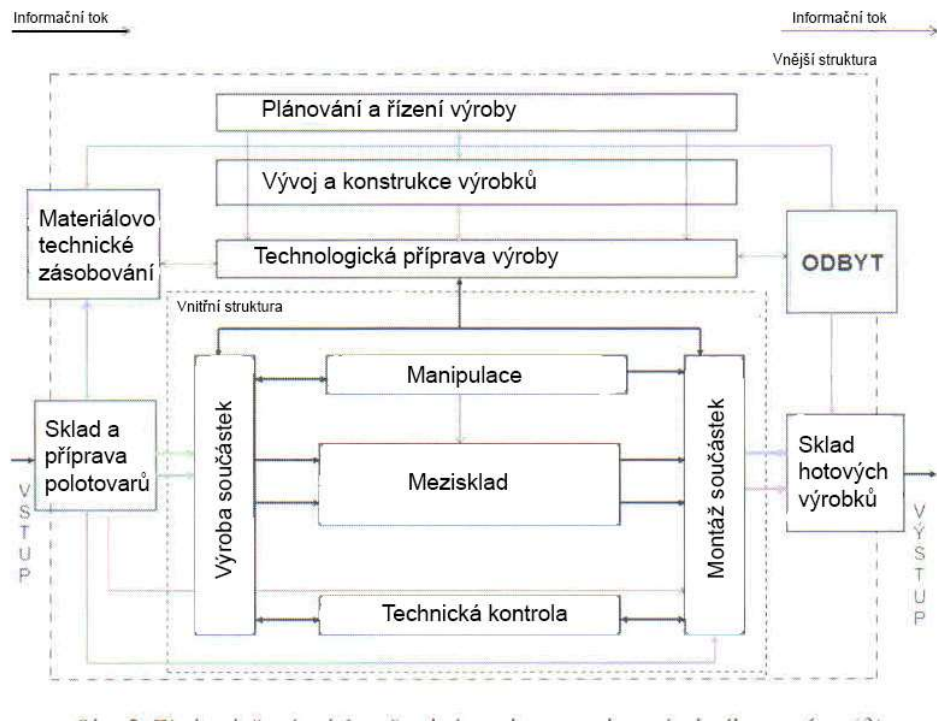 Informační tok
Informační tok
Vnější struktura
Plánování a řízení výroby
Vývoj a konstrukce výrobků
Materiálovo
technické
zásobování
Technologická příprava výroby
ODBYT
Vnitřní struktura
Manipulace
Výroba součástek
Montáž součástek
Sklad a
příprava
polotovarů
Mezisklad
Sklad
hotových
výrobků
VSTUP
VÝSTUP
Technická kontrola